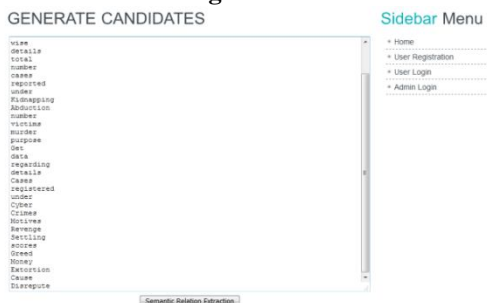 GENERATE CANDIDATES
wise
details
total
number
cases
reported
under
Kidnapping
Abduction
number
victims
murder
purpose
Get
data
regarding
details
Cases
registered
under
Cyber
Crimes
Motives
Revenge
Settling
scores
Greed
Money
Extortion
Cause
Disrepute
Semantic Relation Extraction
Sidebar Menu
Home
User Registration
User Login
Admin Login